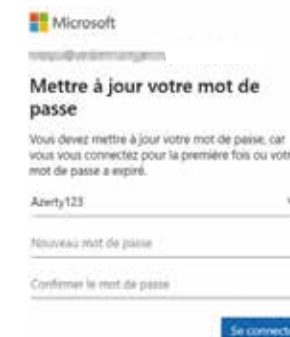 Microsoft
Mettre à jour votre mot de
passe
Vous devez mettre à jour votre mot de passe, car
vous vous connectez pour la première fois ou votr
mot de passe a expiré.
Azerty123
Nouveau mot de passe
Confirmer le mot de passe
Se connecte